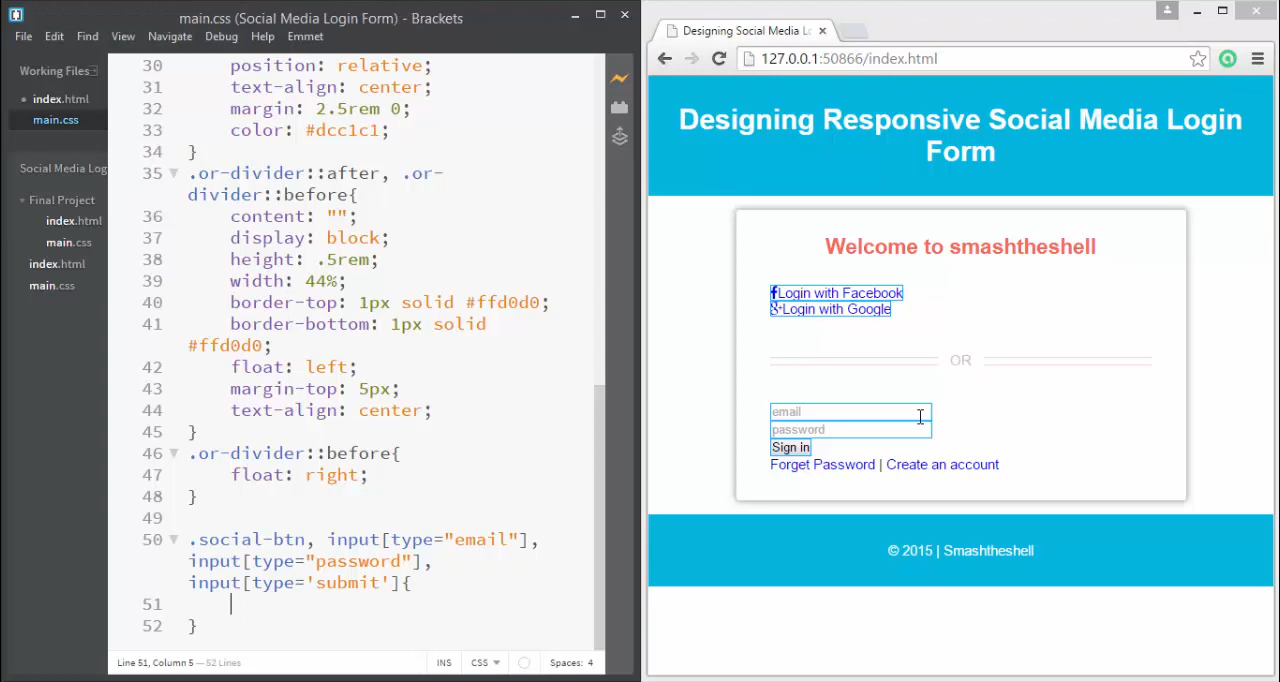 main.css (Social Media Login Form) - Brackets
File Edit Find View Navigate Debug Help Emmet
Working Files
index.html
main.css
Social Media Log
Final Project
index.html
main.css
index.html
main.css
30 position: relative;
31 text-align: center;
32 margin: 2.5rem 0;
33 color: #dcc1c1;
34 }
35 .or-divider::after, .or-
divider::before{
36 content: "";
37 display: block;
38 height: .5rem;
39 width: 44%;
40 border-top: 1px solid #ffd0d0;
41 border-bottom: 1px solid
#ffd0d0;
42 float: left;
43 margin-top: 5px;
44 text-align: center;
45 }
46 .or-divider::before{
47 float: right;
48 }
49
50 .social-btn, input[type="email"],
input[type="password"],
input[type='submit']{
51
52 }
Line 51, Column 5 — 52 Lines
INS CSS Spaces: 4
Designing Social Media Lo
127.0.0.1:50866/index.html
Designing Responsive Social Media Login
Form
Welcome to smashtheshell
Login with Facebook
Login with Google
OR
email
password
Sign in
Forget Password | Create an account
© 2015 | Smashtheshell